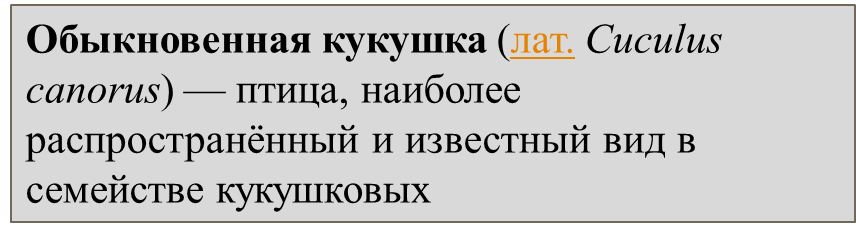 Обыкновенная кукушка (лат. Cuculus
canorus) — птица, наиболее
распространённый и известный вид в
семействе кукушковых